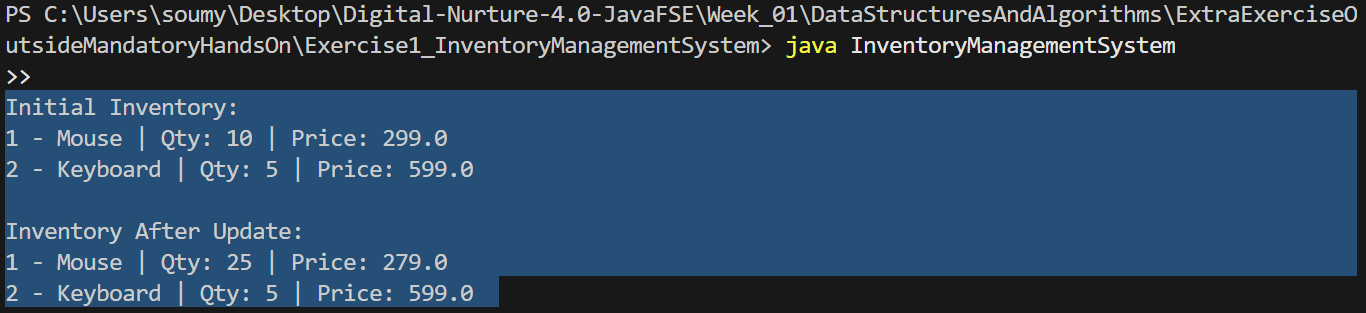 PS C:\Users\soumy\Desktop\Digital-Nurture-4.0-JavaFSE\Week_01\DataStructuresAndAlgorithms\ExtraExerciseO
utsideMandatoryHandsOn\Exercise1_InventoryManagementSystem> java InventoryManagementSystem
>>
Initial Inventory:
1 - Mouse | Qty: 10 | Price: 299.0
2 - Keyboard | Qty: 5 | Price: 599.0

Inventory After Update:
1 - Mouse | Qty: 25 | Price: 279.0
2 - Keyboard | Qty: 5 | Price: 599.0